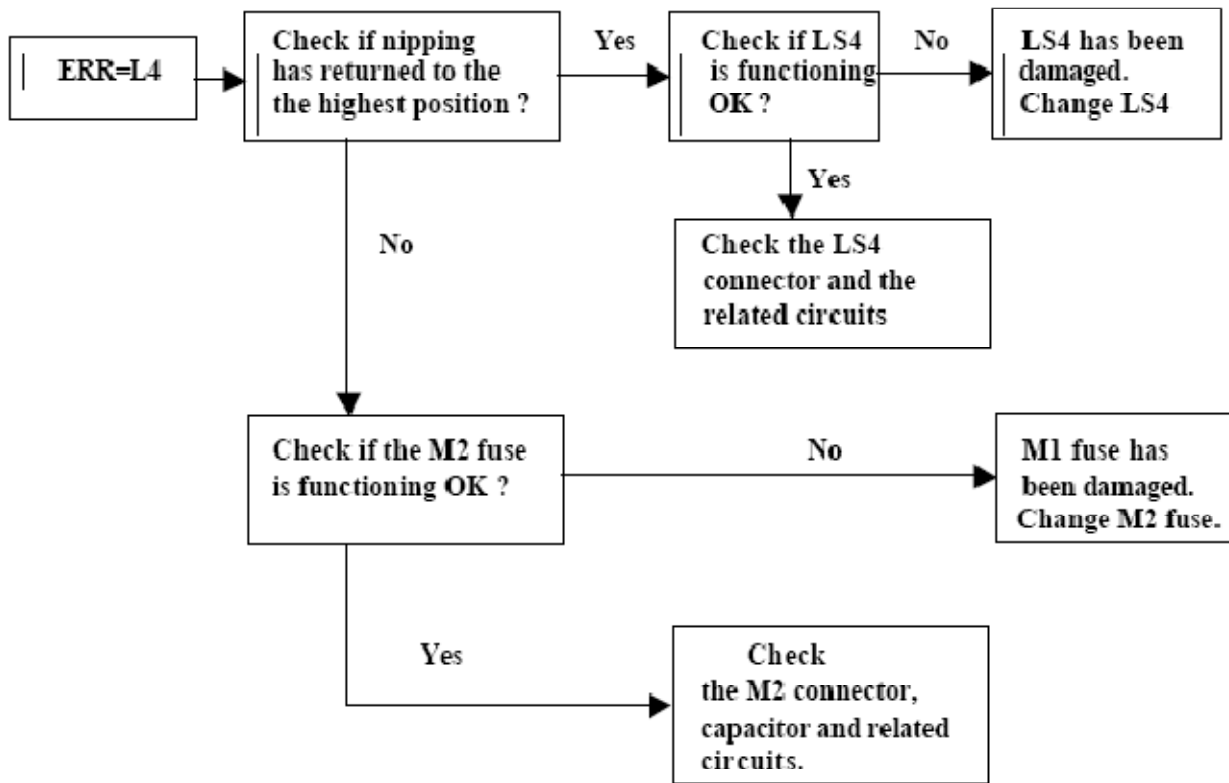 ERR=L4
Check if nipping
has returned to the
the highest position ?
Yes
Check if LS4
is functioning
OK ?
No
LS4 has been
damaged.
Change LS4
Yes
Check the LS4
connector and the
related circuits
No
Check if the M2 fuse
is functioning OK ?
No
M1 fuse has
been damaged.
Change M2 fuse.
Yes
Check
the M2 connector,
capacitor and related
circuits.